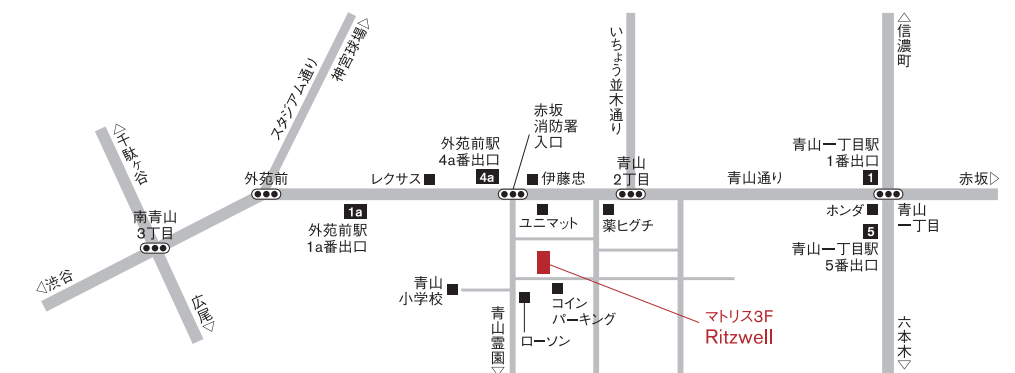 神宮球場▷
スタジアム通り
△千駄ヶ谷
南青山
3丁目
◁渋谷
広尾▷
外苑前
1a
外苑前駅
1a番出口
レクサス
外苑前駅
4a番出口
4a
赤坂
消防署
入口
伊藤忠
ユニマット
いちょう並木通り
青山
2丁目
薬ヒグチ
青山通り
△信濃町
青山一丁目駅
1番出口
1
赤坂▷
ホンダ
青山
一丁目
5
青山一丁目駅
5番出口
六本木▽
青山
小学校
青山霊園▽
ローソン
コイン
パーキング
マトリス3F
Ritzwell